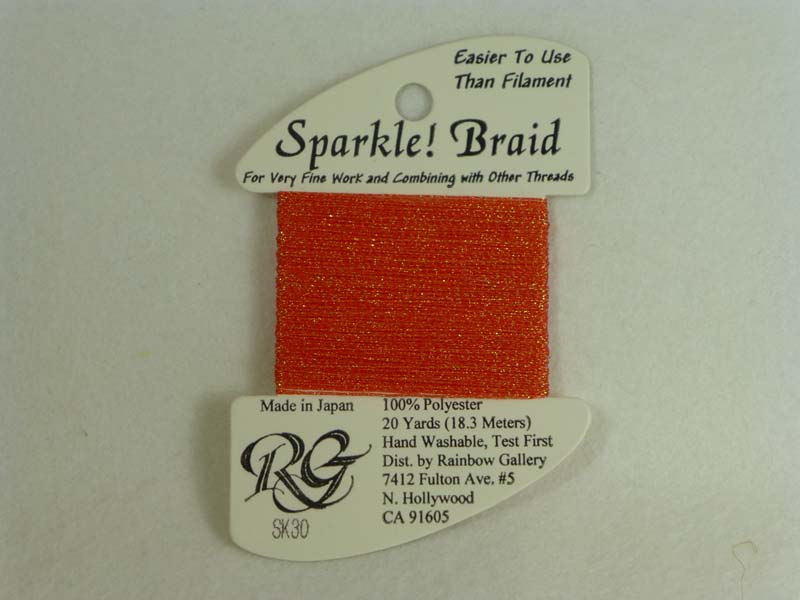 Easier To Use
Than Filament
Sparkle! Braid
For Very Fine Work and Combining with Other Threads
Made in Japan
RG
SK30
100% Polyester
20 Yards (18.3 Meters)
Hand Washable, Test First
Dist. by Rainbow Gallery
7412 Fulton Ave. #5
N. Hollywood
CA 91605